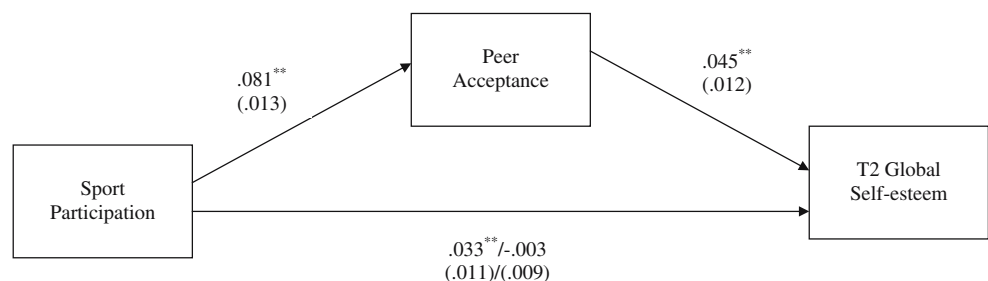 Peer
Acceptance
.081**
(.013)
.045**
(.012)
Sport
Participation
T2 Global
Self-esteem
.033**/-.003
(.011)/(.009)